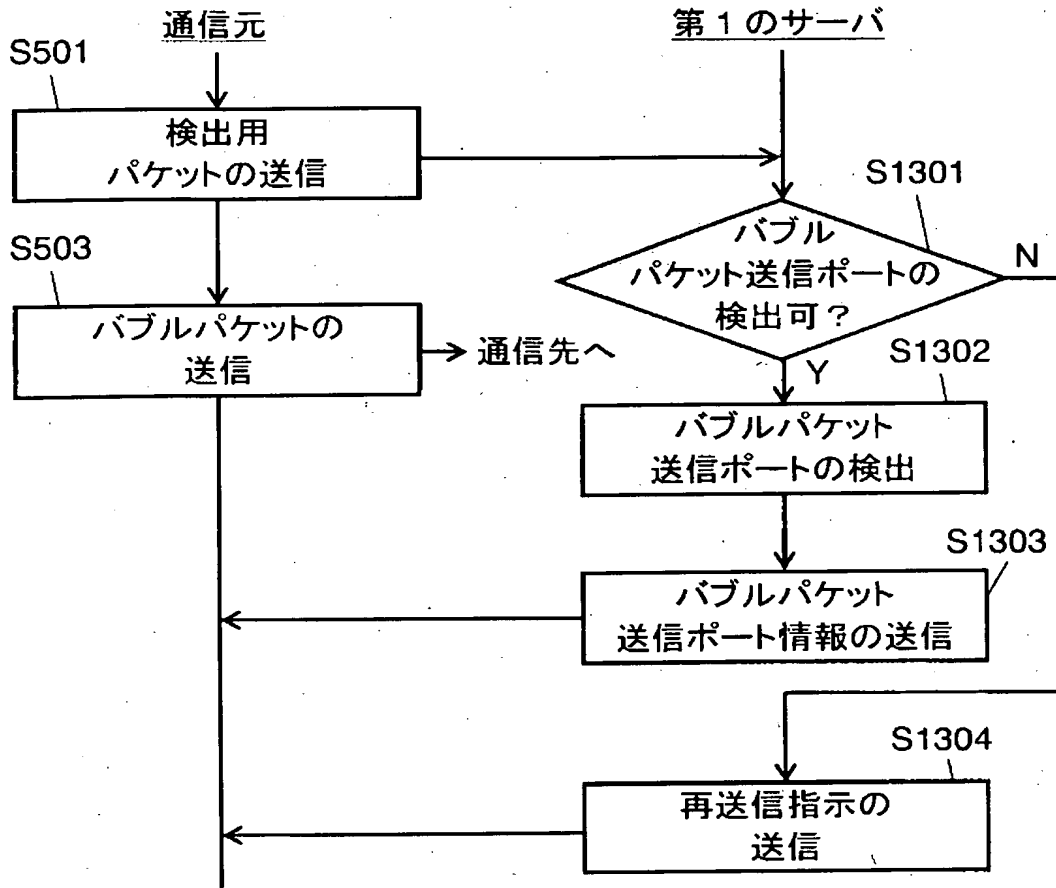 通信元
S501
検出用
パケットの送信
S503
バブルパケットの
送信
通信先へ
第1のサーバ
S1301
バブル
パケット送信ポートの
検出可?
N
Y
S1302
バブルパケット
送信ポートの検出
S1303
バブルパケット
送信ポート情報の送信
S1304
再送信指示の
送信